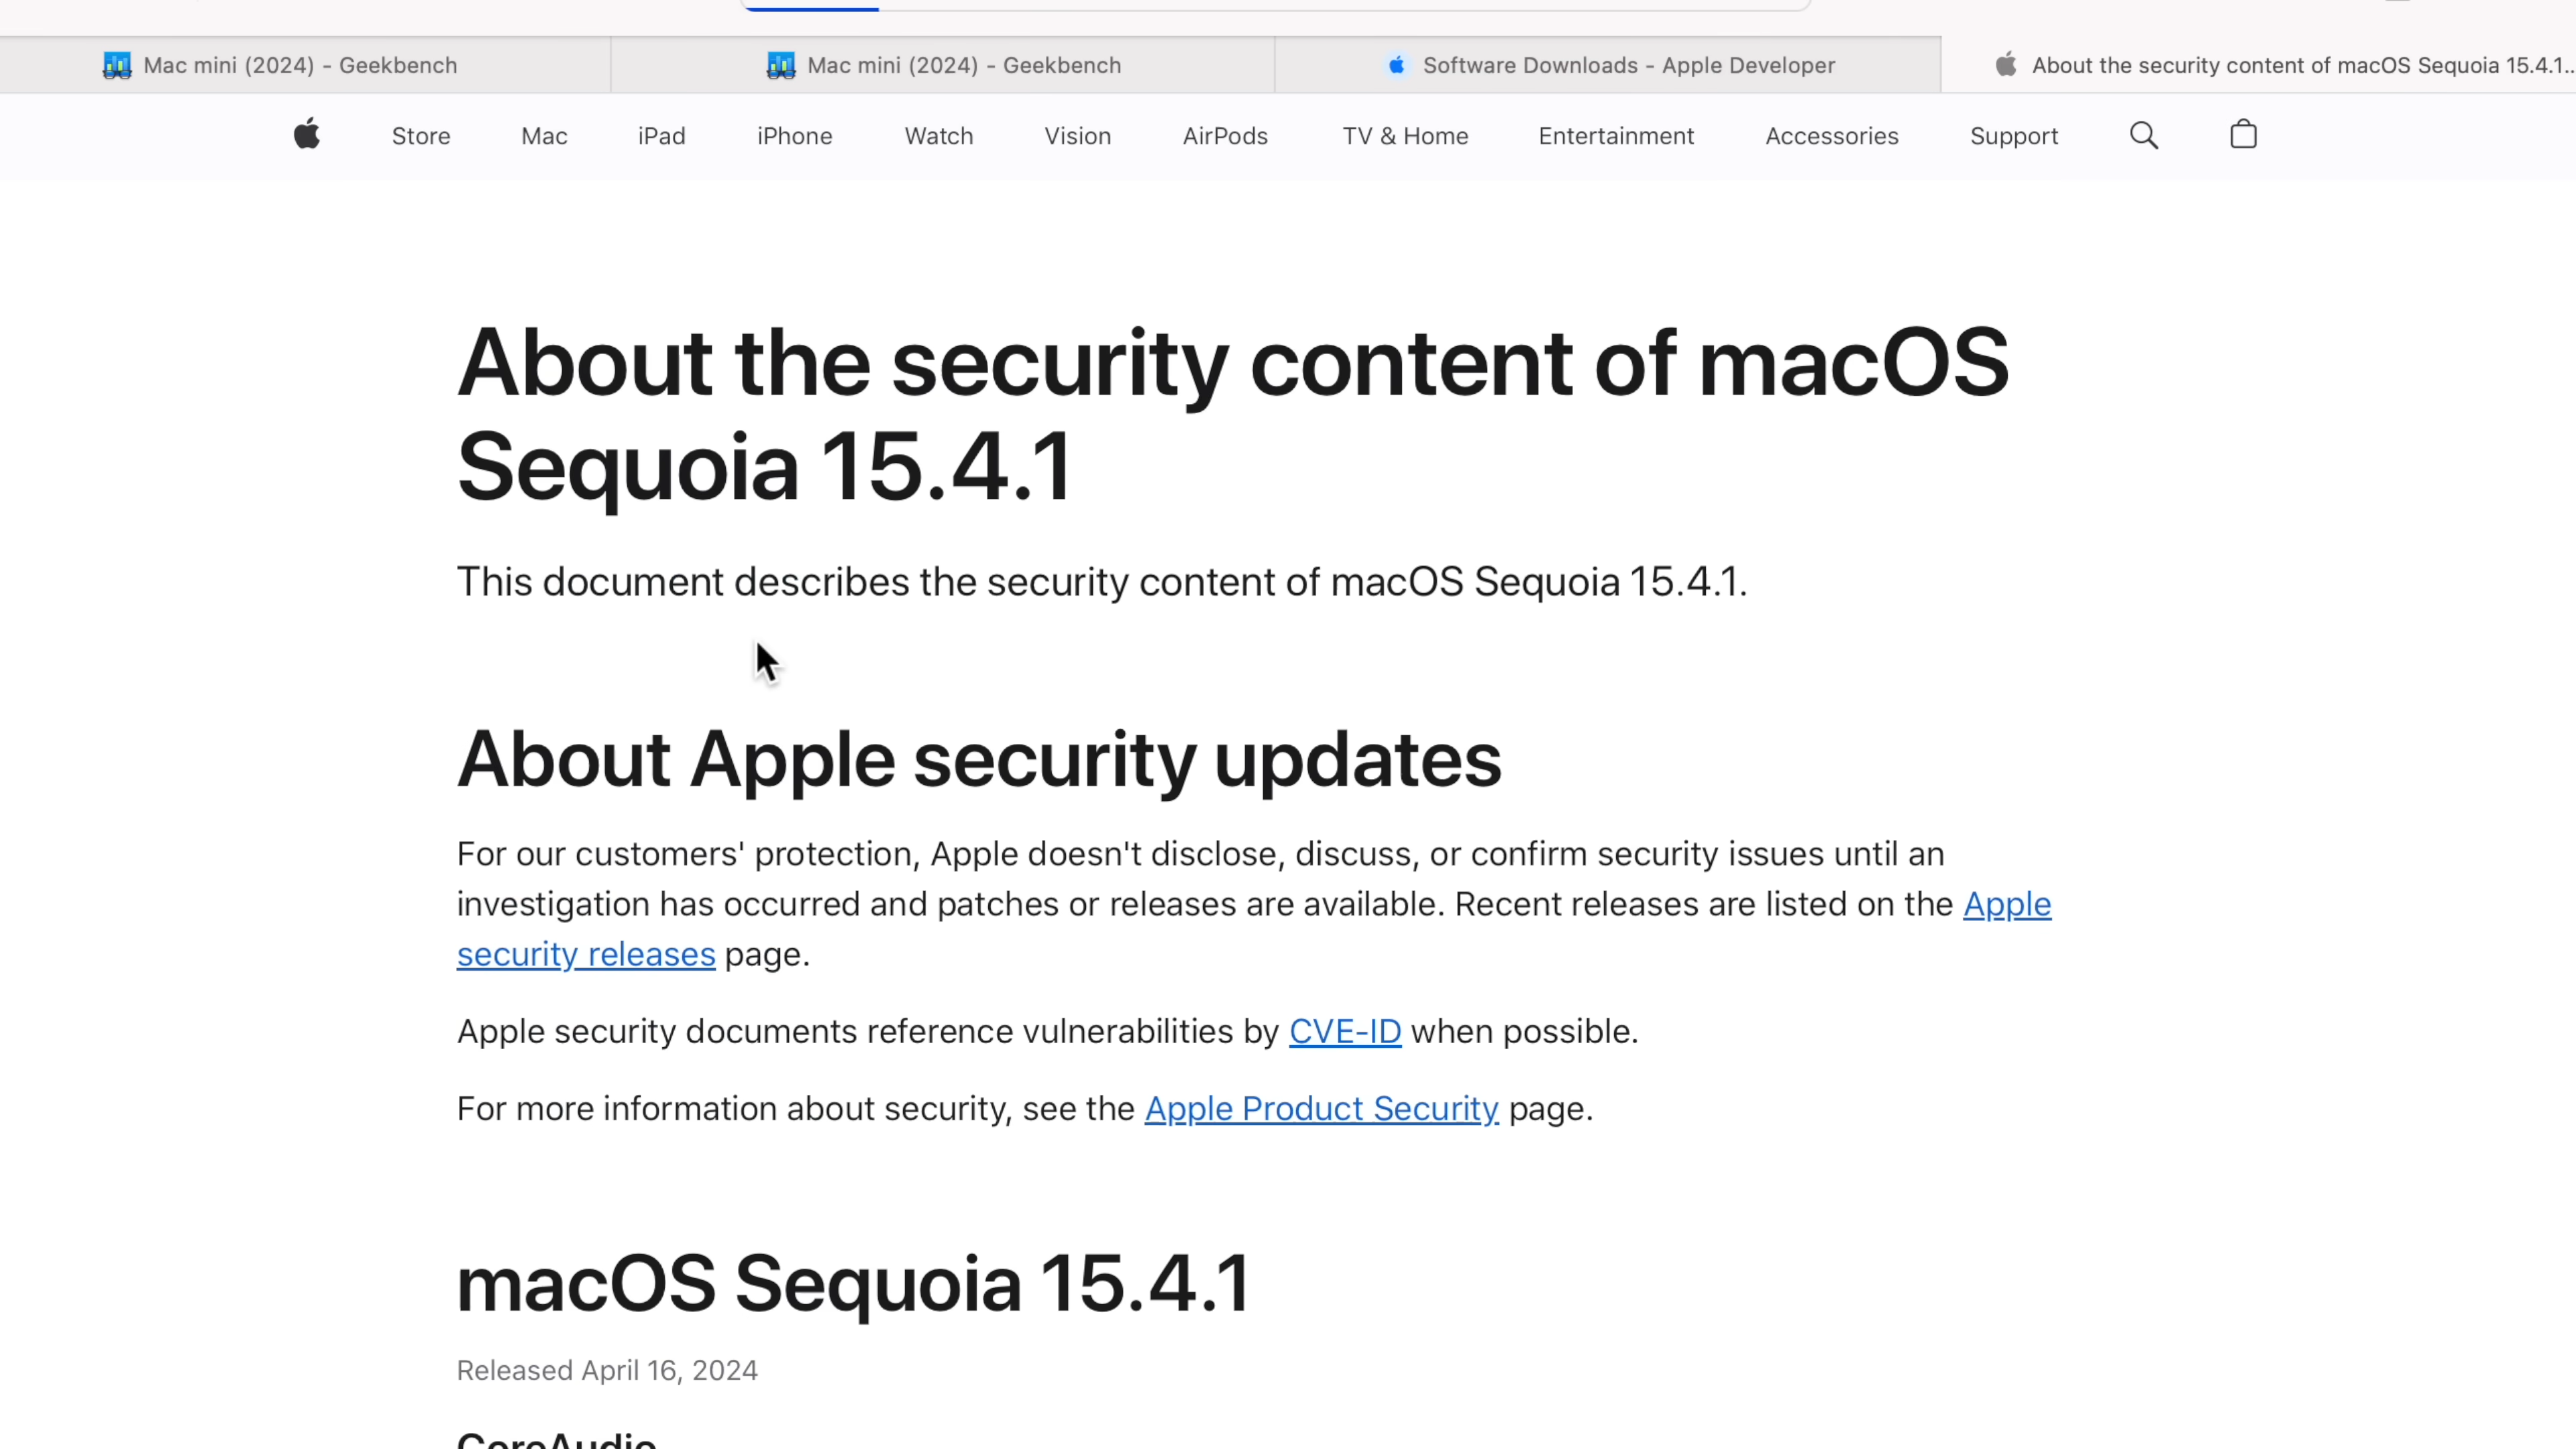 Mac mini (2024) - Geekbench
Mac mini (2024) - Geekbench
Software Downloads - Apple Developer
About the security content of macOS Sequoia 15.4.1...
Store
Mac
iPad
iPhone
Watch
Vision
AirPods
TV & Home
Entertainment
Accessories
Support
About the security content of macOS
Sequoia 15.4.1
This document describes the security content of macOS Sequoia 15.4.1.
About Apple security updates
For our customers' protection, Apple doesn't disclose, discuss, or confirm security issues until an
investigation has occurred and patches or releases are available. Recent releases are listed on the Apple
security releases page.
Apple security documents reference vulnerabilities by CVE-ID when possible.
For more information about security, see the Apple Product Security page.
macOS Sequoia 15.4.1
Released April 16, 2024
CoreAudio